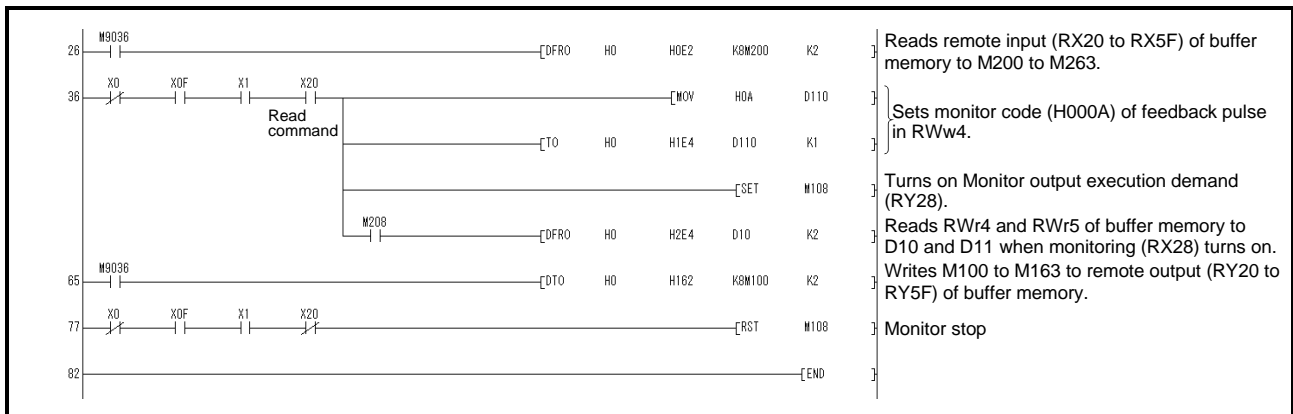 M9036
26 [DFRO H0 H0E2 K8M200 K2 ]
Reads remote input (RX20 to RX5F) of buffer
memory to M200 to M263.
X0 X0F X1 X20
36 [MOV H0A D110 ]
Read
command
Sets monitor code (H000A) of feedback pulse
in RWw4.
[TO H0 H1E4 D110 K1 ]
[SET M108 ]
Turns on Monitor output execution demand
(RY28).
M208
[DFRO H0 H2E4 D10 K2 ]
Reads RWr4 and RWr5 of buffer memory to
D10 and D11 when monitoring (RX28) turns on.
M9036
65 [DTO H0 H162 K8M100 K2 ]
Writes M100 to M163 to remote output (RY20 to
RY5F) of buffer memory.
X0 X0F X1 X20
77 [RST M108 ]
Monitor stop
82 [END ]